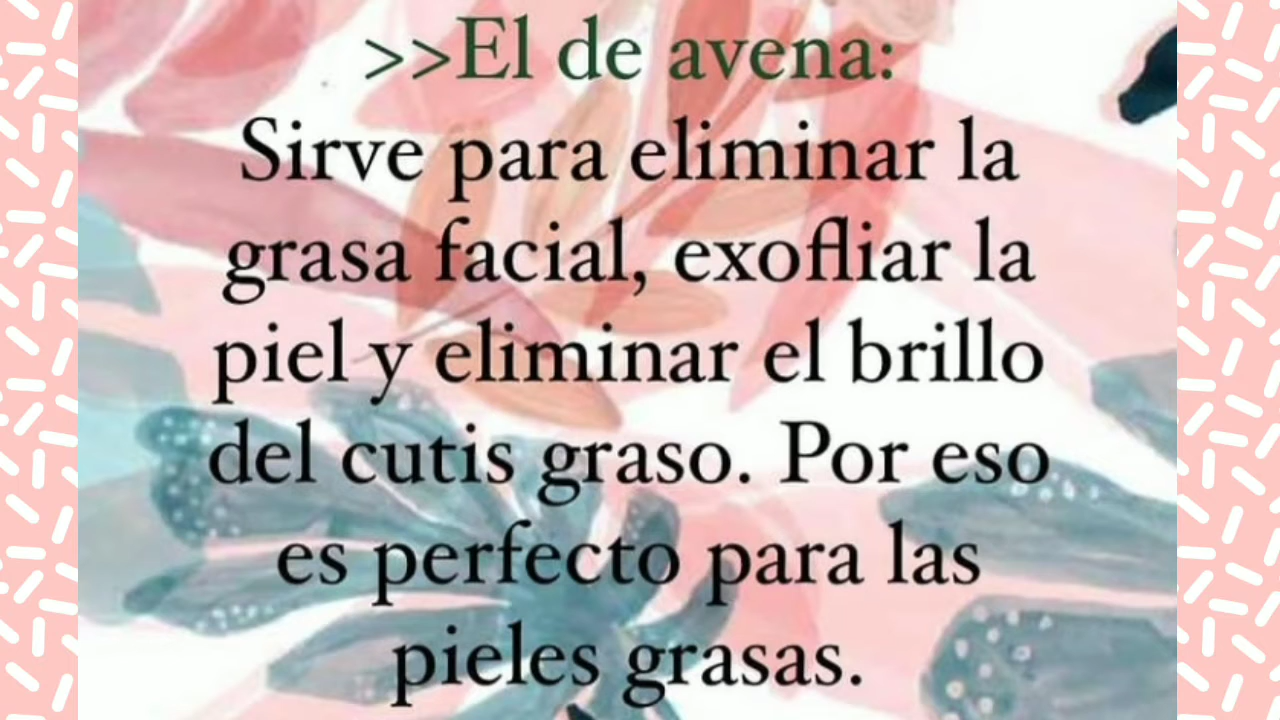 >>El de avena:
Sirve para eliminar la
grasa facial, exofliar la
piel y eliminar el brillo
del cutis graso. Por eso
es perfecto para las
pieles grasas.